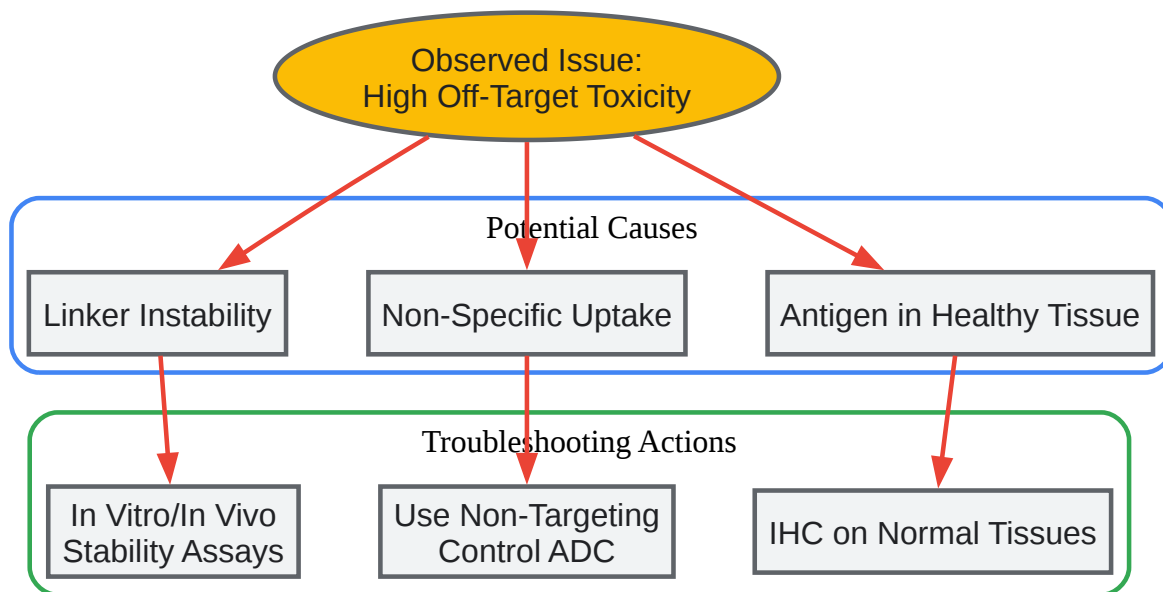 Observed Issue:
High Off-Target Toxicity
Potential Causes
Linker Instability
Non-Specific Uptake
Antigen in Healthy Tissue
Troubleshooting Actions
In Vitro/In Vivo
Stability Assays
Use Non-Targeting
Control ADC
IHC on Normal Tissues